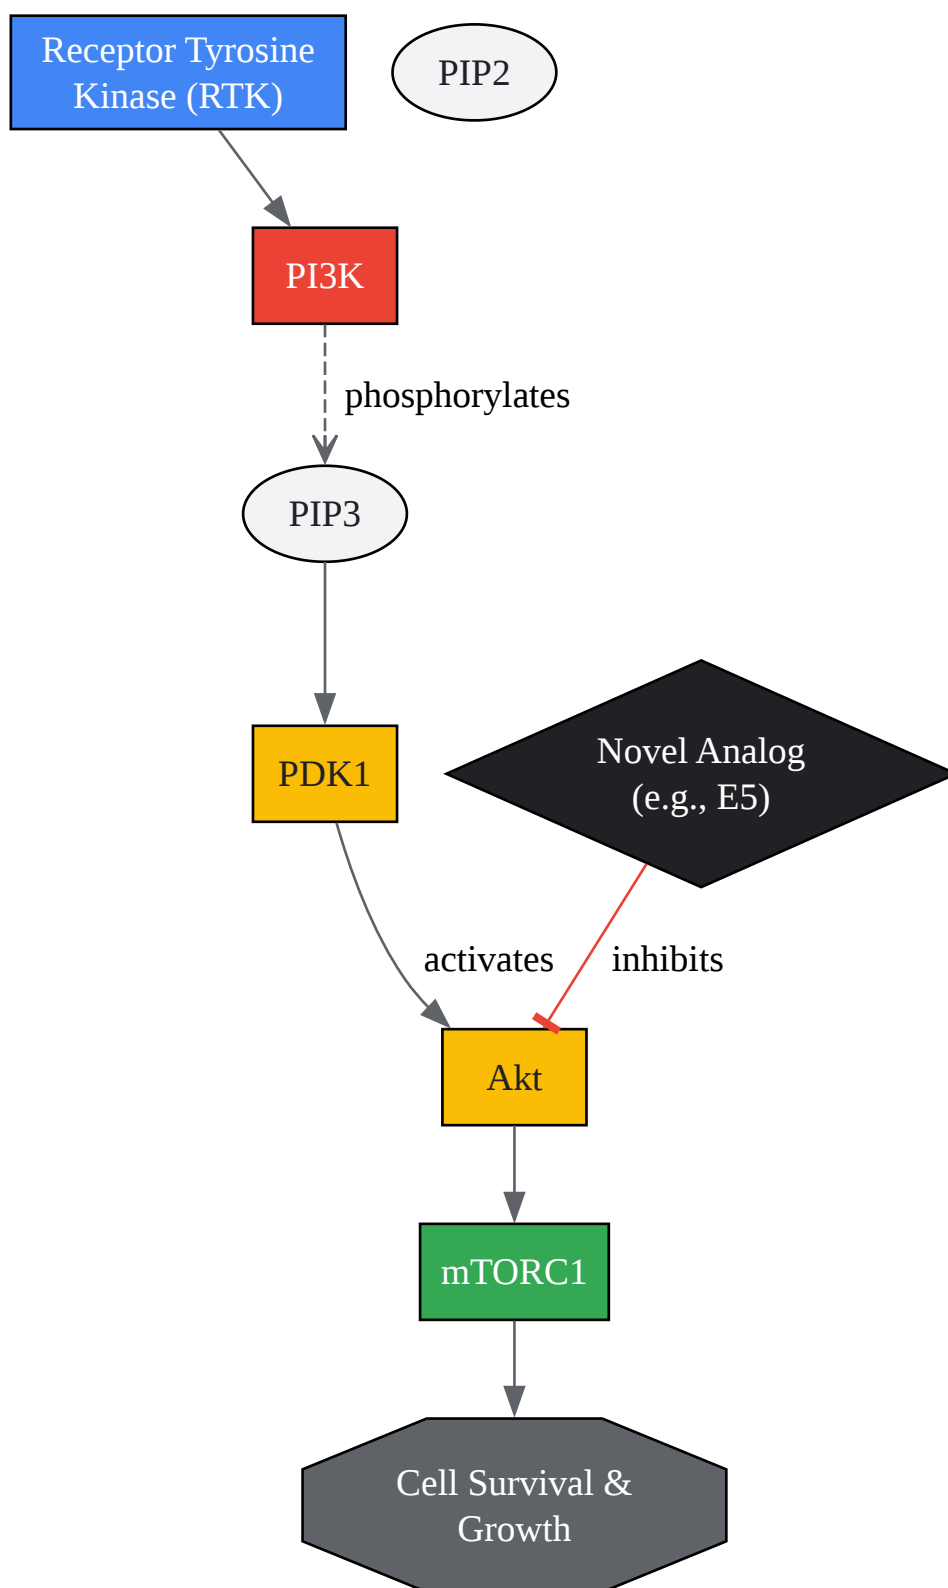 Receptor Tyrosine
Kinase (RTK)
PIP2
PI3K
phosphorylates
PIP3
PDK1
Novel Analog
(e.g., E5)
activates
inhibits
Akt
mTORC1
Cell Survival &
Growth